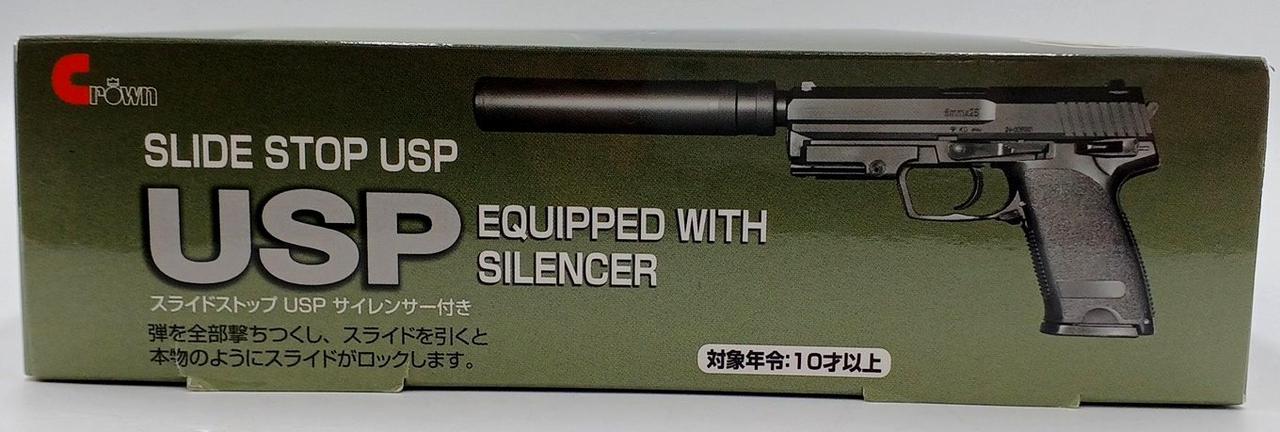 Crown
SLIDE STOP USP
USP
EQUIPPED WITH
SILENCER
スライドストップ USP サイレンサー付き
弾を全部撃ちつくし、スライドを引くと
本物のようにスライドがロックします。
対象年令:10才以上
6mmx25